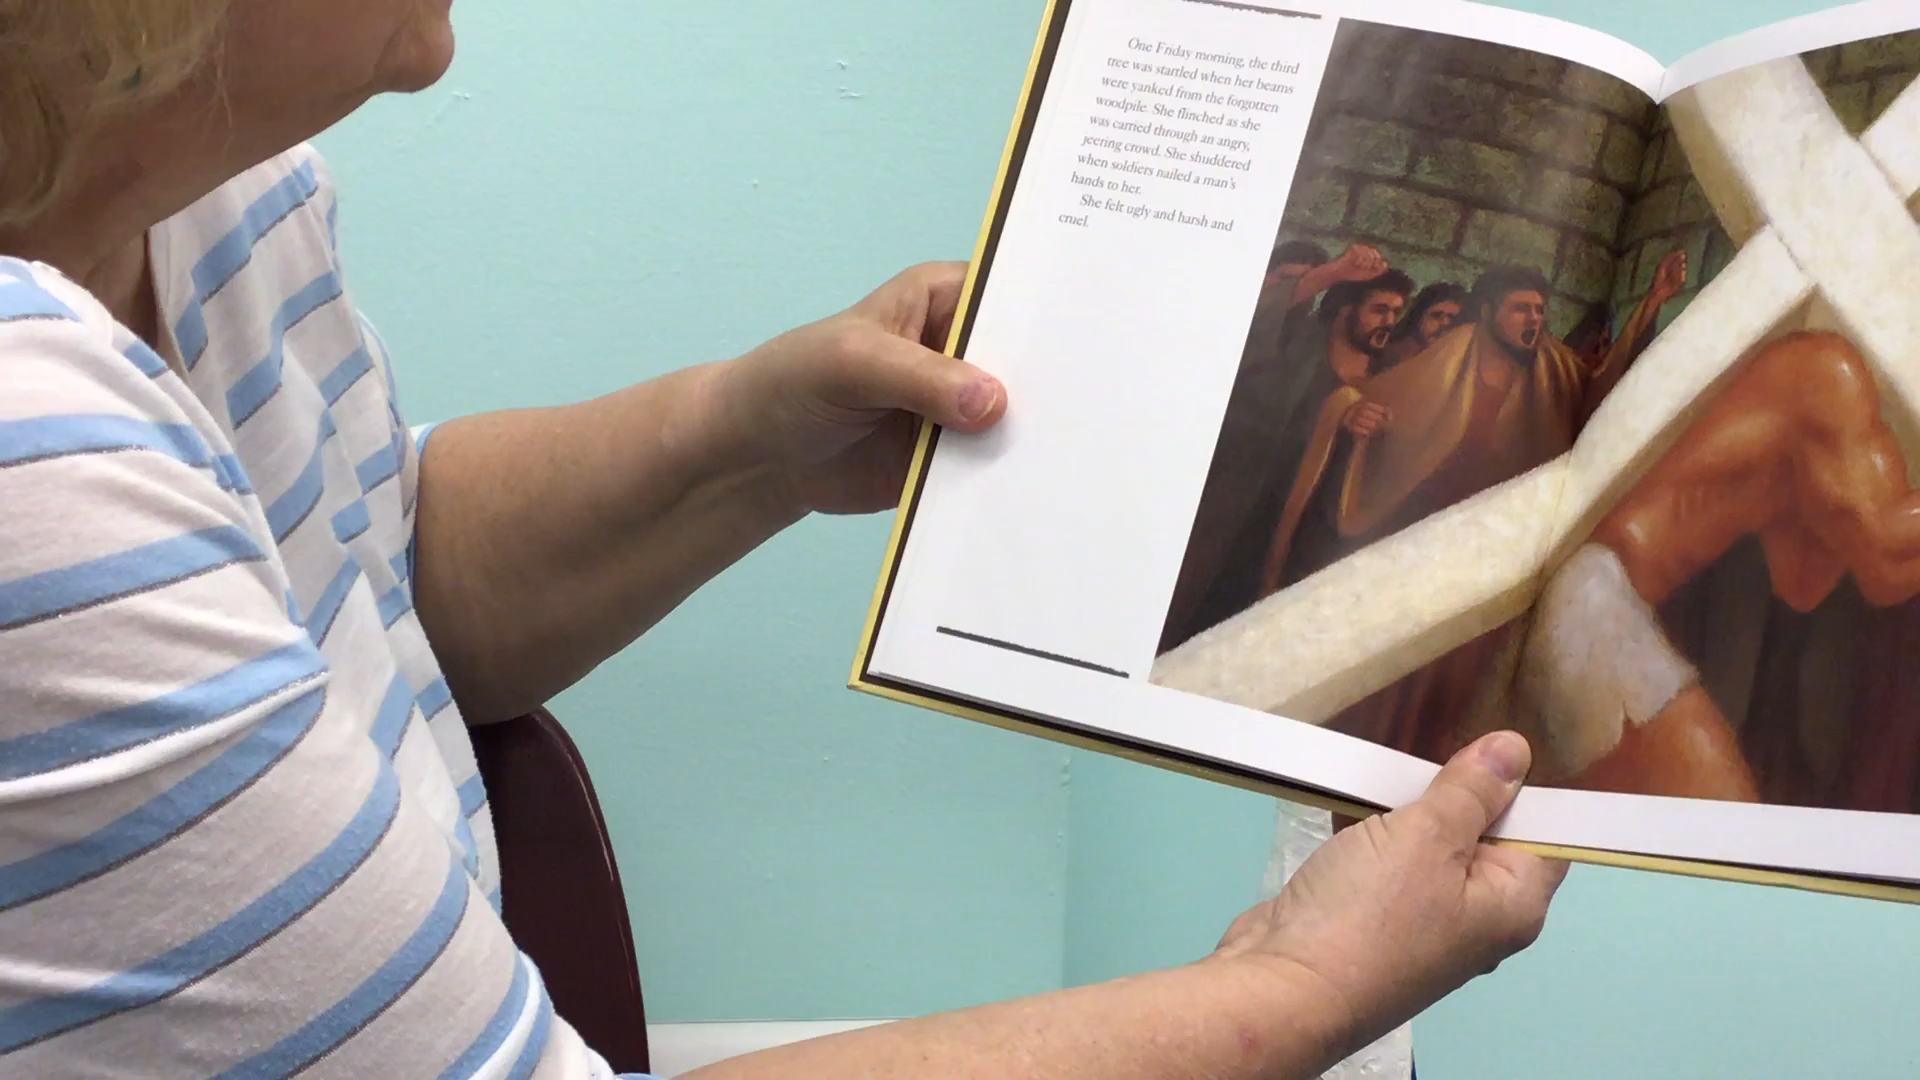 One Friday morning, the third
tree was startled when her beams
were yanked from the forgotten
woodpile. She flinched as she
was carried through an angry,
jeering crowd. She shuddered
when soldiers nailed a man's
hands to her.
She felt ugly and harsh and
cruel.